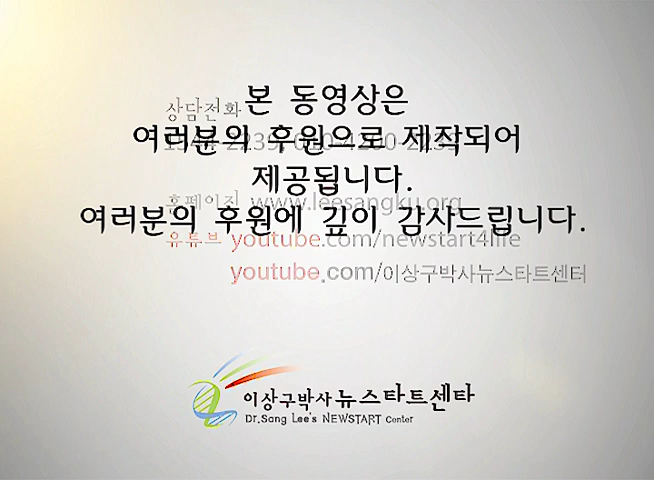 상담전화
본 동영상은
여러분의 후원으로 제작되어
제공됩니다.
홈페이지 www.leesangku.org
여러분의 후원에 깊이 감사드립니다.
유튜브 youtube.com/newstart4life
youtube.com/이상구박사뉴스타트센터
이상구박사 뉴스타트센타
Dr.Sang Lee's NEWSTART Center